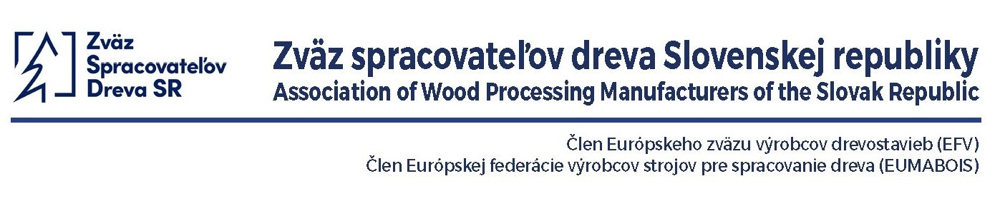 Zväz
Spracovateľov
Dreva SR
Zväz spracovateľov dreva Slovenskej republiky
Association of Wood Processing Manufacturers of the Slovak Republic
Člen Európskeho zväzu výrobcov drevostavieb (EFV)
Člen Európskej federácie výrobcov strojov pre spracovanie dreva (EUMABOIS)